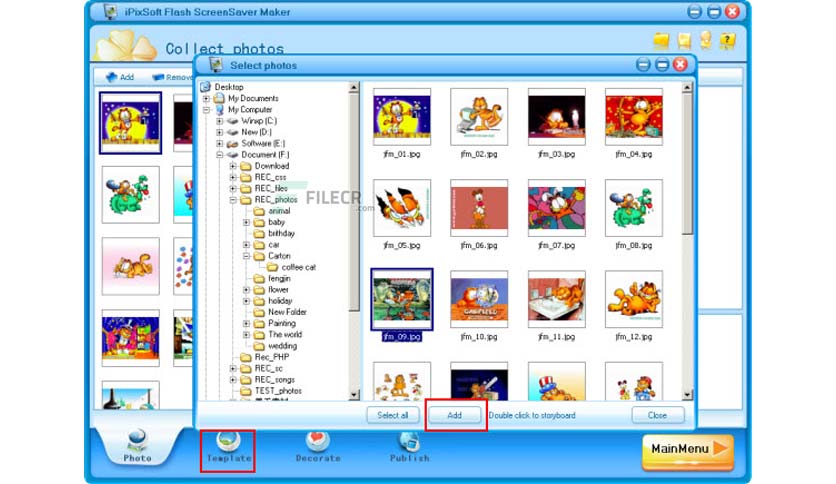 iPixSoft Flash ScreenSaver Maker
Collect photos
Add
Remove
Select photos
Desktop
My Documents
My Computer
Winxp (C:)
New (D:)
Software (E:)
Document (F:)
Download
REC_css
REC_files
REC_photos
animal
baby
birthday
car
Carton
coffee cat
fengjin
flower
holiday
New Folder
Painting
The world
wedding
Rec_PHP
REC_sc
REC_songs
TEST_photos
FILECR
.com
jfm_01.jpg
jfm_02.jpg
jfm_03.jpg
jfm_04.jpg
jfm_05.jpg
jfm_06.jpg
jfm_07.jpg
jfm_08.jpg
jfm_09.jpg
jfm_10.jpg
jfm_11.jpg
jfm_12.jpg
Select all
Add
Double click to storyboard
Close
Photo
Template
Decorate
Publish
MainMenu